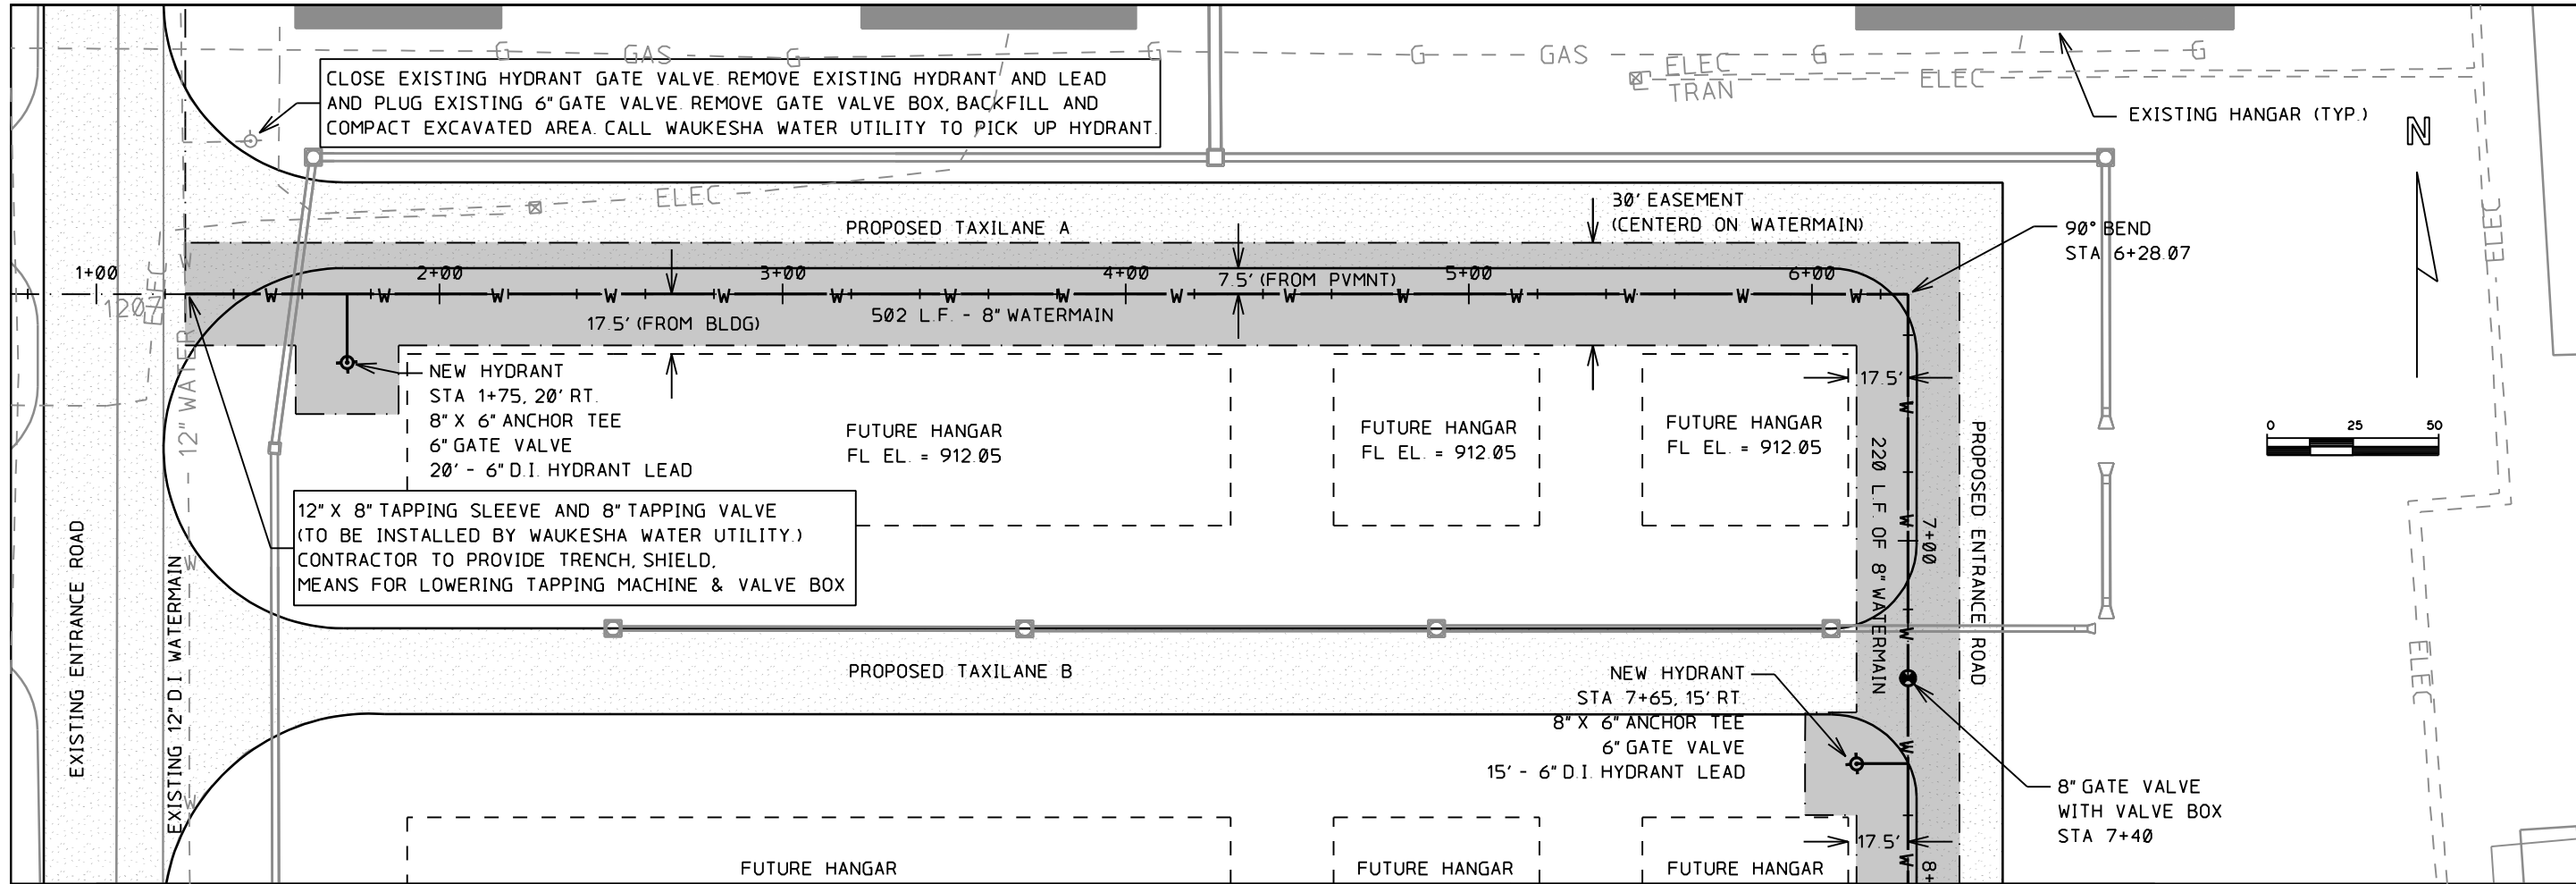 G GAS G G G GAS G G
ELEC
TRAN
ELEC
CLOSE EXISTING HYDRANT GATE VALVE. REMOVE EXISTING HYDRANT AND LEAD
AND PLUG EXISTING 6" GATE VALVE. REMOVE GATE VALVE BOX, BACKFILL AND
COMPACT EXCAVATED AREA. CALL WAUKESHA WATER UTILITY TO PICK UP HYDRANT.
EXISTING HANGAR (TYP.)
N
ELEC
30' EASEMENT
(CENTERD ON WATERMAIN)
PROPOSED TAXILANE A
90° BEND
STA 6+28.07
ELEC
1+00
2+00
3+00
4+00
5+00
6+00
7.5' (FROM PVMNT)
1207
ELEC
W W W W W W W W W W W W W W W
17.5' (FROM BLDG)
502 L.F. - 8" WATERMAIN
NEW HYDRANT
STA 1+75, 20' RT.
8" X 6" ANCHOR TEE
6" GATE VALVE
20' - 6" D.I. HYDRANT LEAD
17.5'
FUTURE HANGAR
FL EL. = 912.05
FUTURE HANGAR
FL EL. = 912.05
FUTURE HANGAR
FL EL. = 912.05
0 25 50
12" WATER
W
W
12" X 8" TAPPING SLEEVE AND 8" TAPPING VALVE
(TO BE INSTALLED BY WAUKESHA WATER UTILITY.)
CONTRACTOR TO PROVIDE TRENCH, SHIELD,
MEANS FOR LOWERING TAPPING MACHINE & VALVE BOX
EXISTING ENTRANCE ROAD
EXISTING 12" D.I WATERMAIN
220 L.F. OF 8" WATERMAIN
W
W
W
W
W
7+00
PROPOSED ENTRANCE ROAD
ELEC
PROPOSED TAXILANE B
NEW HYDRANT
STA 7+65, 15' RT.
8" X 6" ANCHOR TEE
6" GATE VALVE
15' - 6" D.I. HYDRANT LEAD
8" GATE VALVE
WITH VALVE BOX
STA 7+40
17.5'
8+
FUTURE HANGAR
FUTURE HANGAR
FUTURE HANGAR